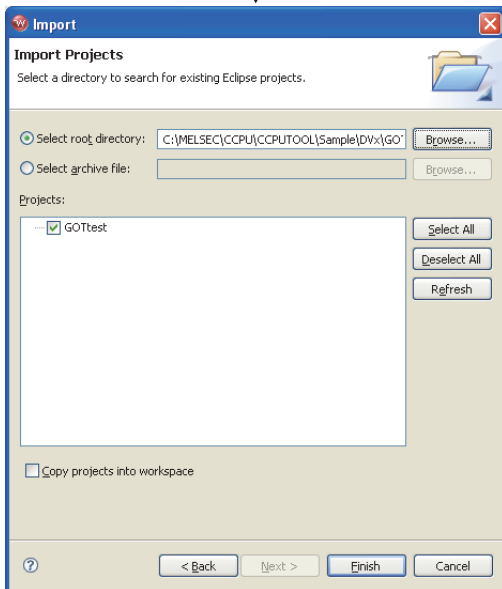 Import
Import Projects
Select a directory to search for existing Eclipse projects.
Select root directory: C:\MELSEC\CCPU\CCPUTOOL\Sample\DVx\GOT Browse...
Select archive file: Browse...
Projects:
GOTtest
Select All
Deselect All
Refresh
Copy projects into workspace
? < Back Next > Finish Cancel